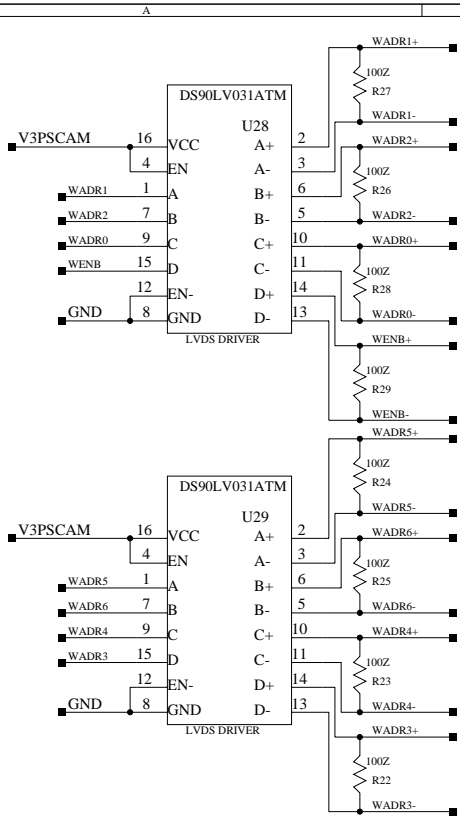 A
WADR1+
100Z
R27
DS90LV031ATM
U28
WADR1-
V3PSCAM 16 VCC A+ 2
WADR2+
4 EN A- 3
WADR1 1 A B+ 6
100Z
R26
WADR2 7 B B- 5
WADR2-
WADR0 9 C C+ 10
WADR0+
WENB 15 D C- 11
100Z
R28
12 EN- D+ 14
GND 8 GND D- 13
WADR0-
LVDS DRIVER
WENB+
100Z
R29
WENB-
WADR5+
100Z
R24
DS90LV031ATM
U29
WADR5-
V3PSCAM 16 VCC A+ 2
WADR6+
4 EN A- 3
WADR5 1 A B+ 6
100Z
R25
WADR6 7 B B- 5
WADR6-
WADR4 9 C C+ 10
WADR4+
WADR3 15 D C- 11
100Z
R23
12 EN- D+ 14
GND 8 GND D- 13
WADR4-
LVDS DRIVER
WADR3+
100Z
R22
WADR3-